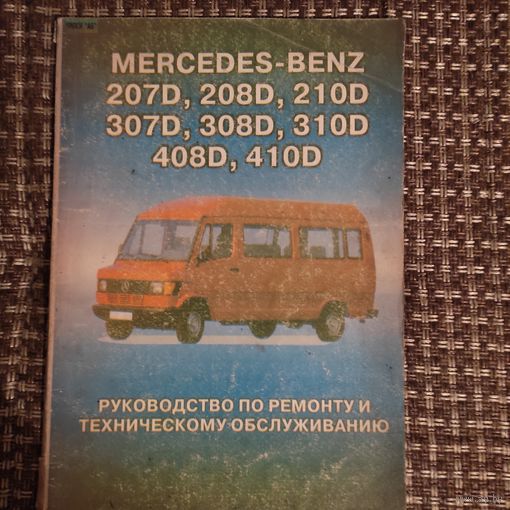 MERCEDES-BENZ
207D, 208D, 210D
307D, 308D, 310D
408D, 410D
РУКОВОДСТВО ПО РЕМОНТУ И
ТЕХНИЧЕСКОМУ ОБСЛУЖИВАНИЮ